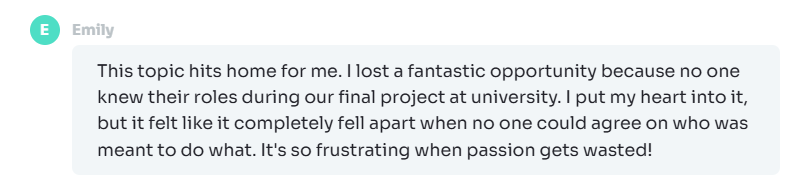 E Emily
This topic hits home for me. I lost a fantastic opportunity because no one
knew their roles during our final project at university. I put my heart into it,
but it felt like it completely fell apart when no one could agree on who was
meant to do what. It's so frustrating when passion gets wasted!